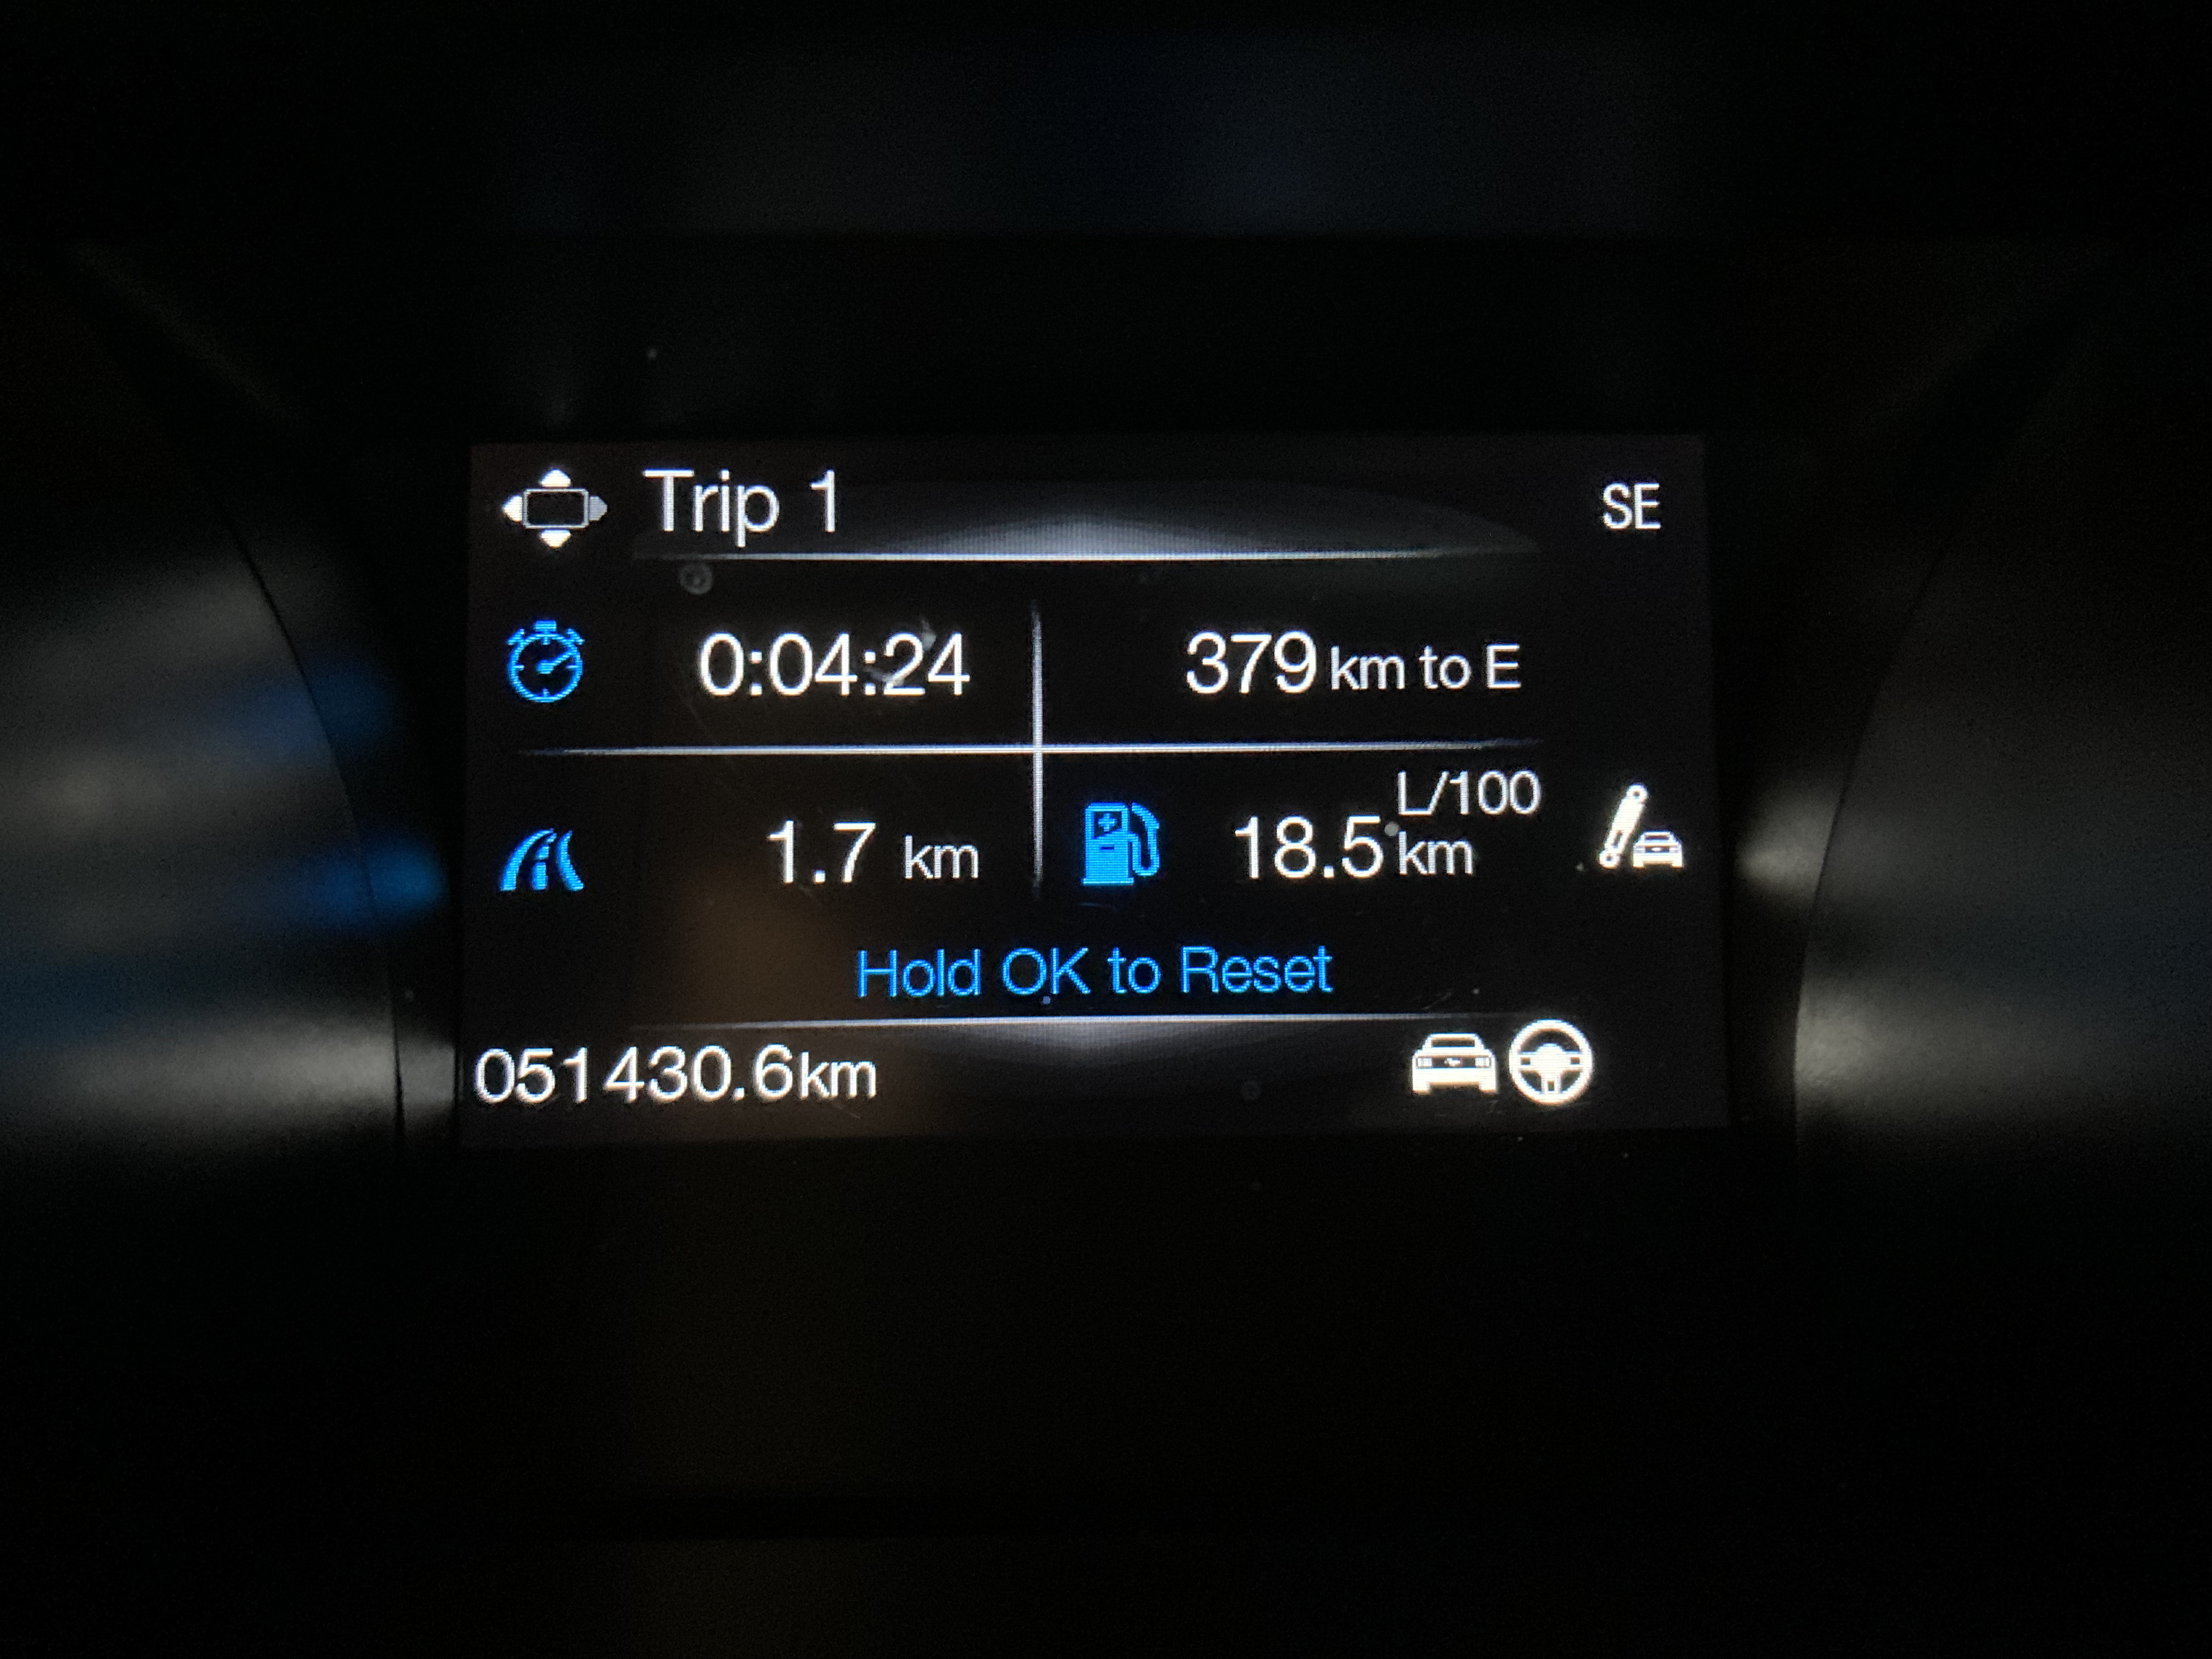 Trip 1 SE
0:04:24 379 km to E
1.7 km 18.5 L/100 km
Hold OK to Reset
051430.6km